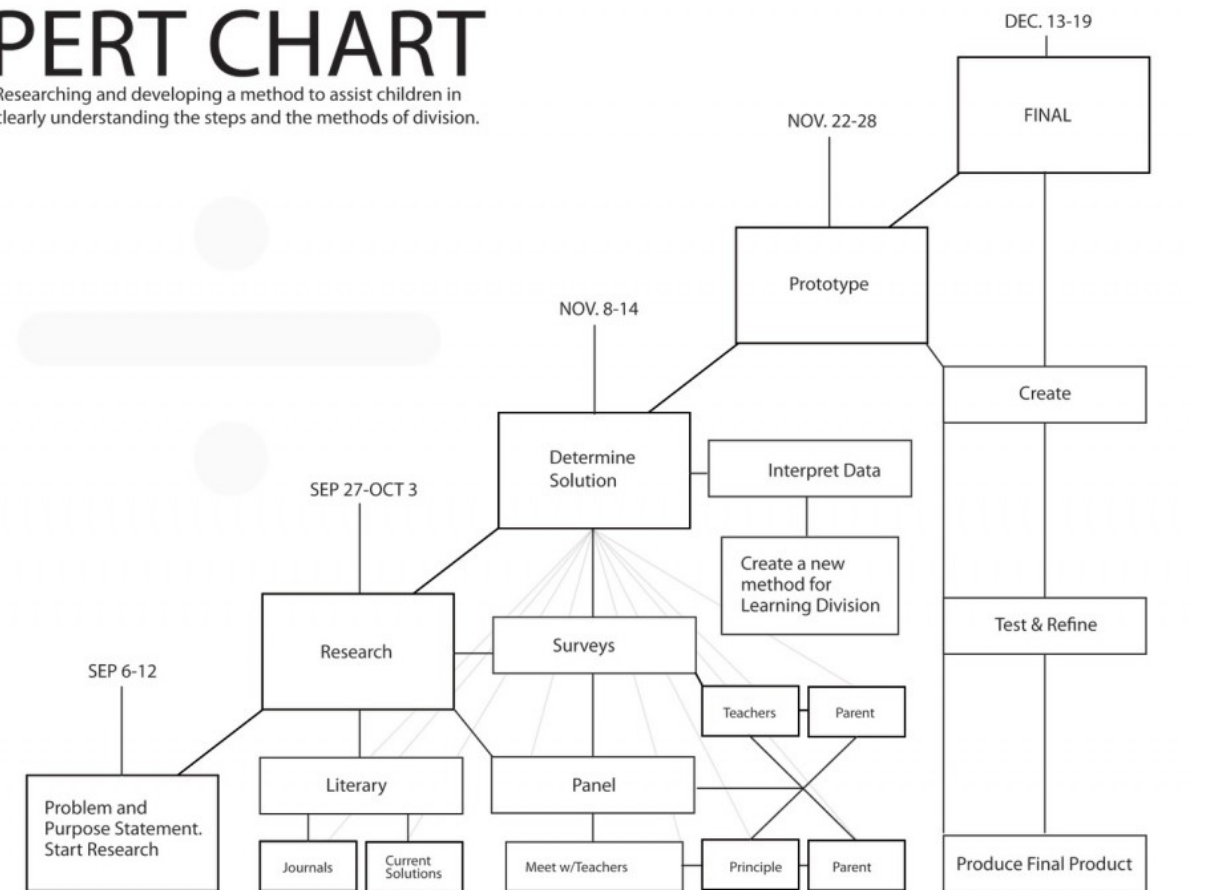 PERT CHART
Researching and developing a method to assist children in
clearly understanding the steps and the methods of division.
DEC. 13-19
FINAL
NOV. 22-28
Prototype
NOV. 8-14
Create
Determine
Solution
Interpret Data
SEP 27-OCT 3
Create a new
method for
Learning Division
Test & Refine
Research
Surveys
SEP 6-12
Teachers
Parent
Literary
Panel
Problem and
Purpose Statement.
Start Research
Journals
Current
Solutions
Meet w/Teachers
Principle
Parent
Produce Final Product